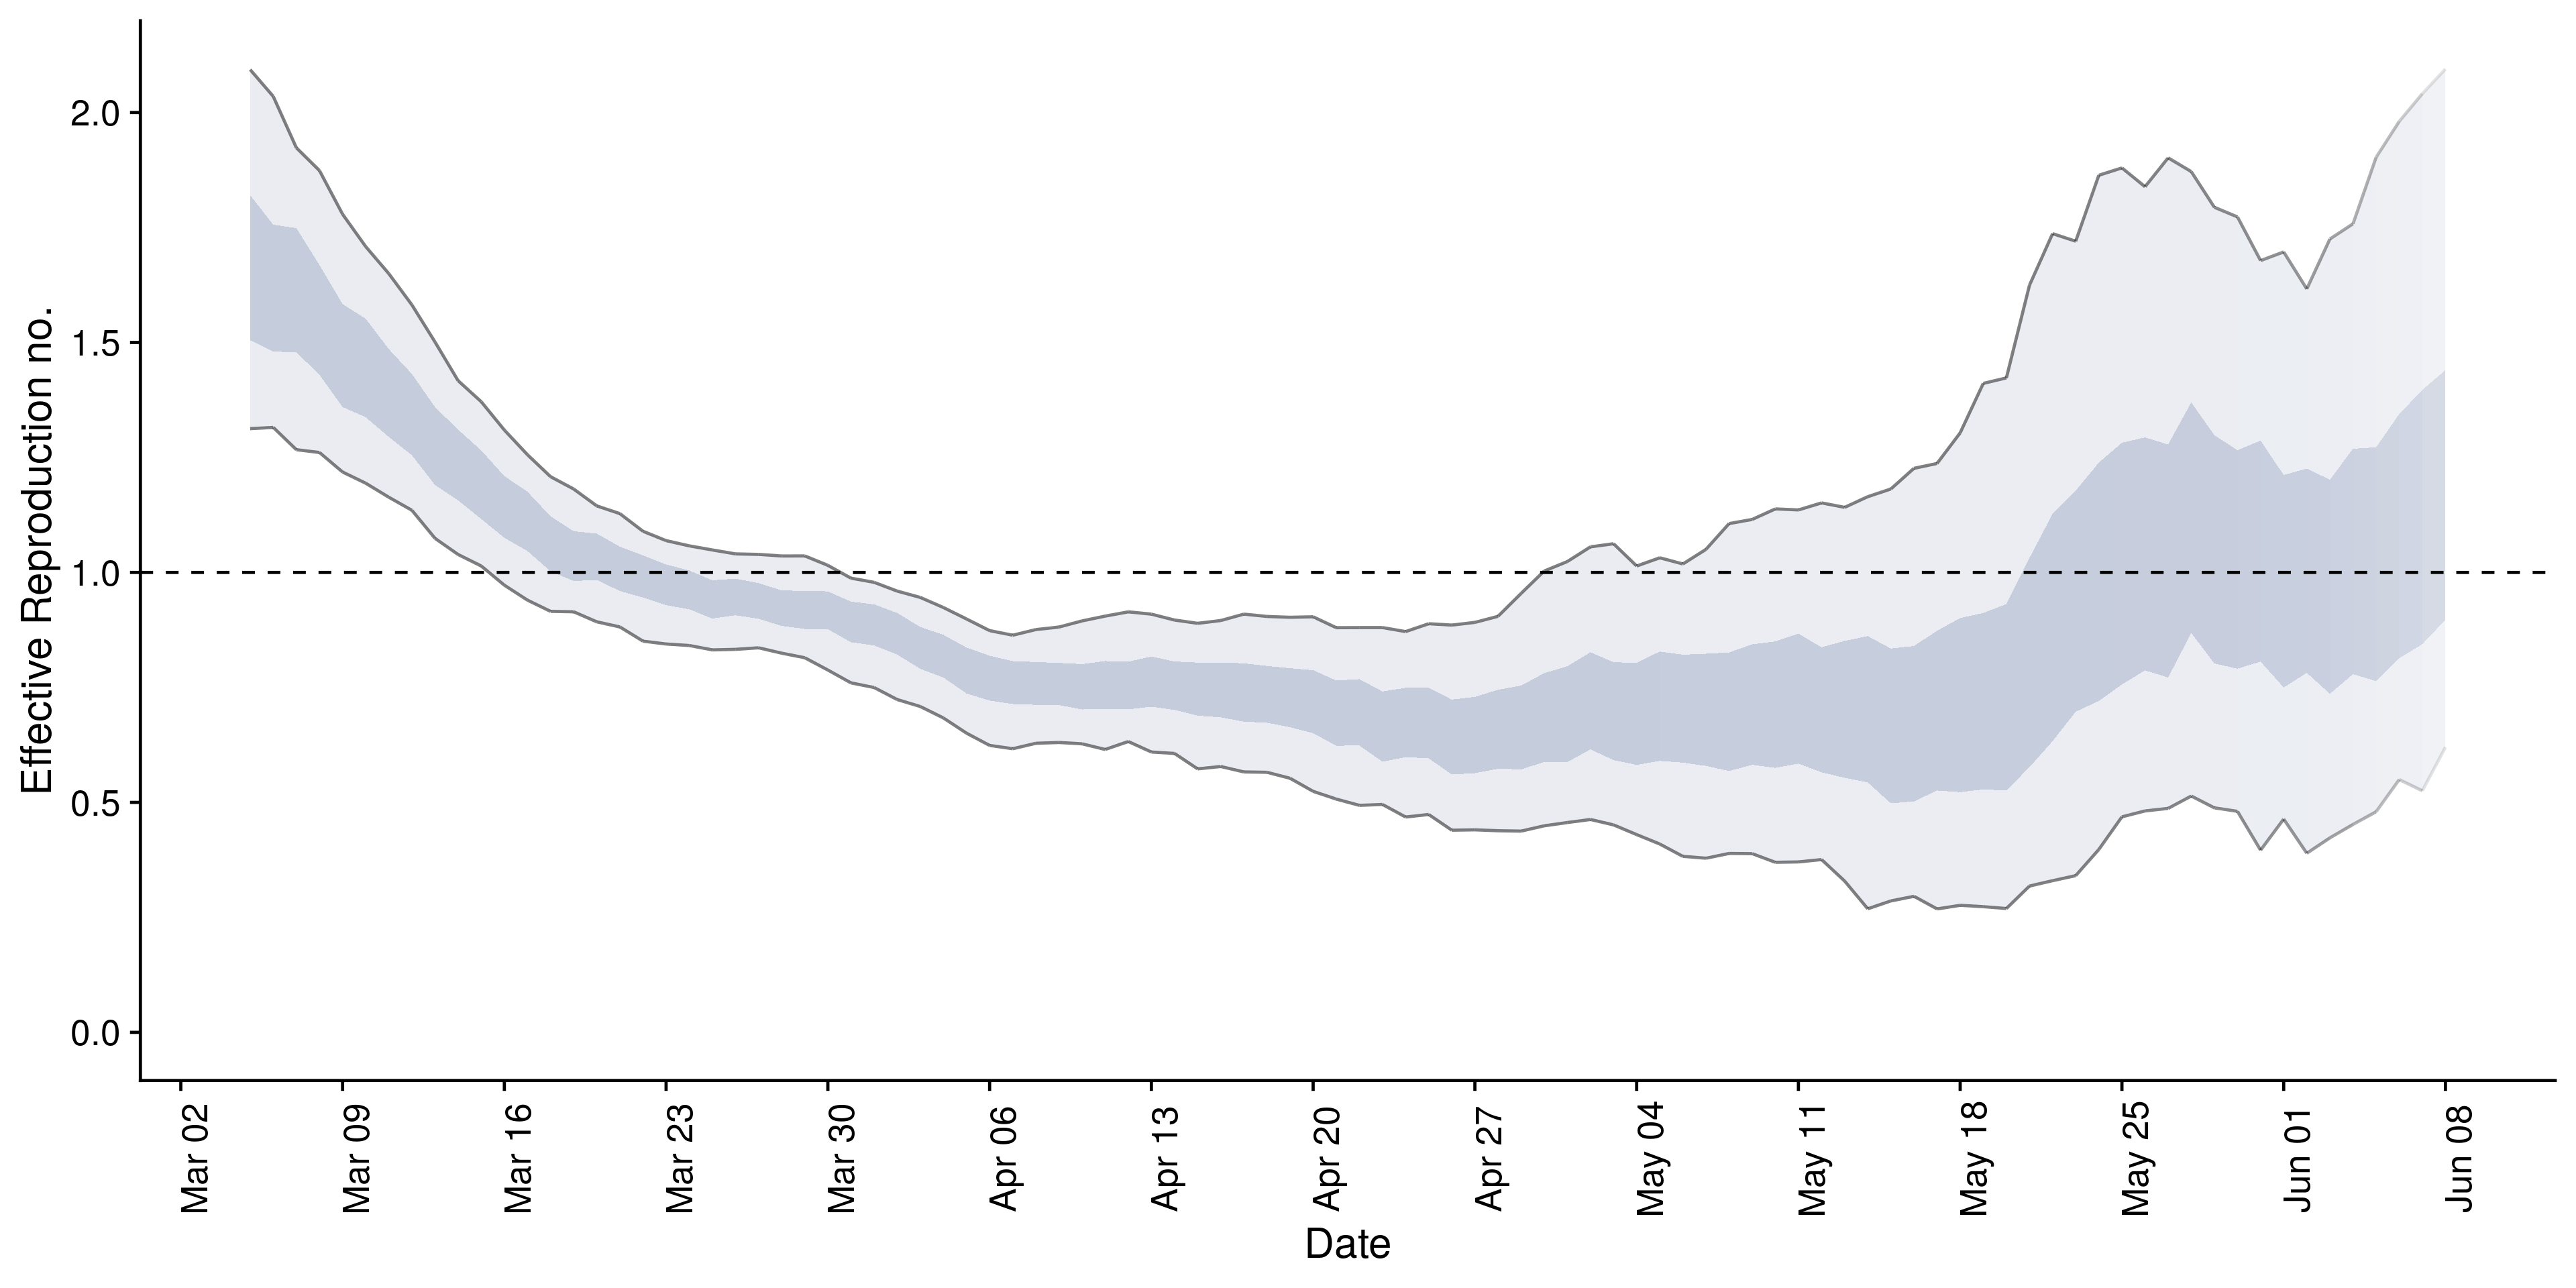 Effective Reproduction no.
2.0
1.5
1.0
0.5
0.0
Mar 02
Mar 09
Mar 16
Mar 23
Mar 30
Apr 06
Apr 13
Apr 20
Apr 27
May 04
May 11
May 18
May 25
Jun 01
Jun 08
Date